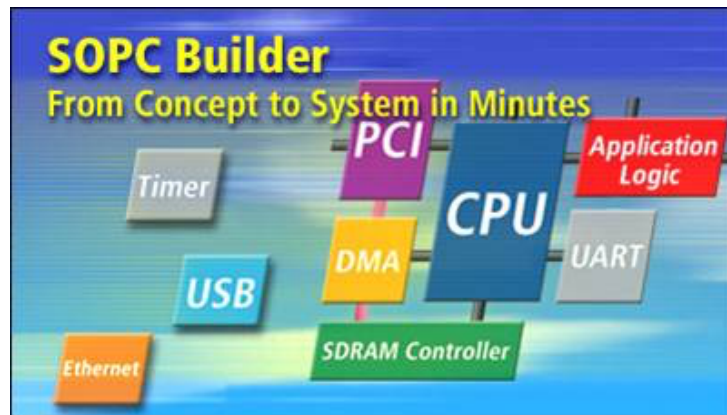 SOPC Builder
From Concept to System in Minutes
PCI
Application
Logic
Timer
CPU
DMA
UART
USB
SDRAM Controller
Ethernet